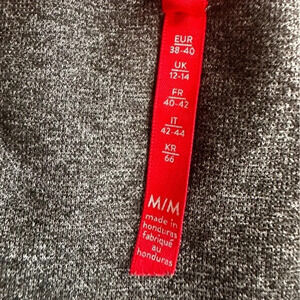 EUR
38-40
UK
12-14
FR
40-42
IT
42-44
KR
66
M/M
made in
honduras
fabriqué
au
honduras